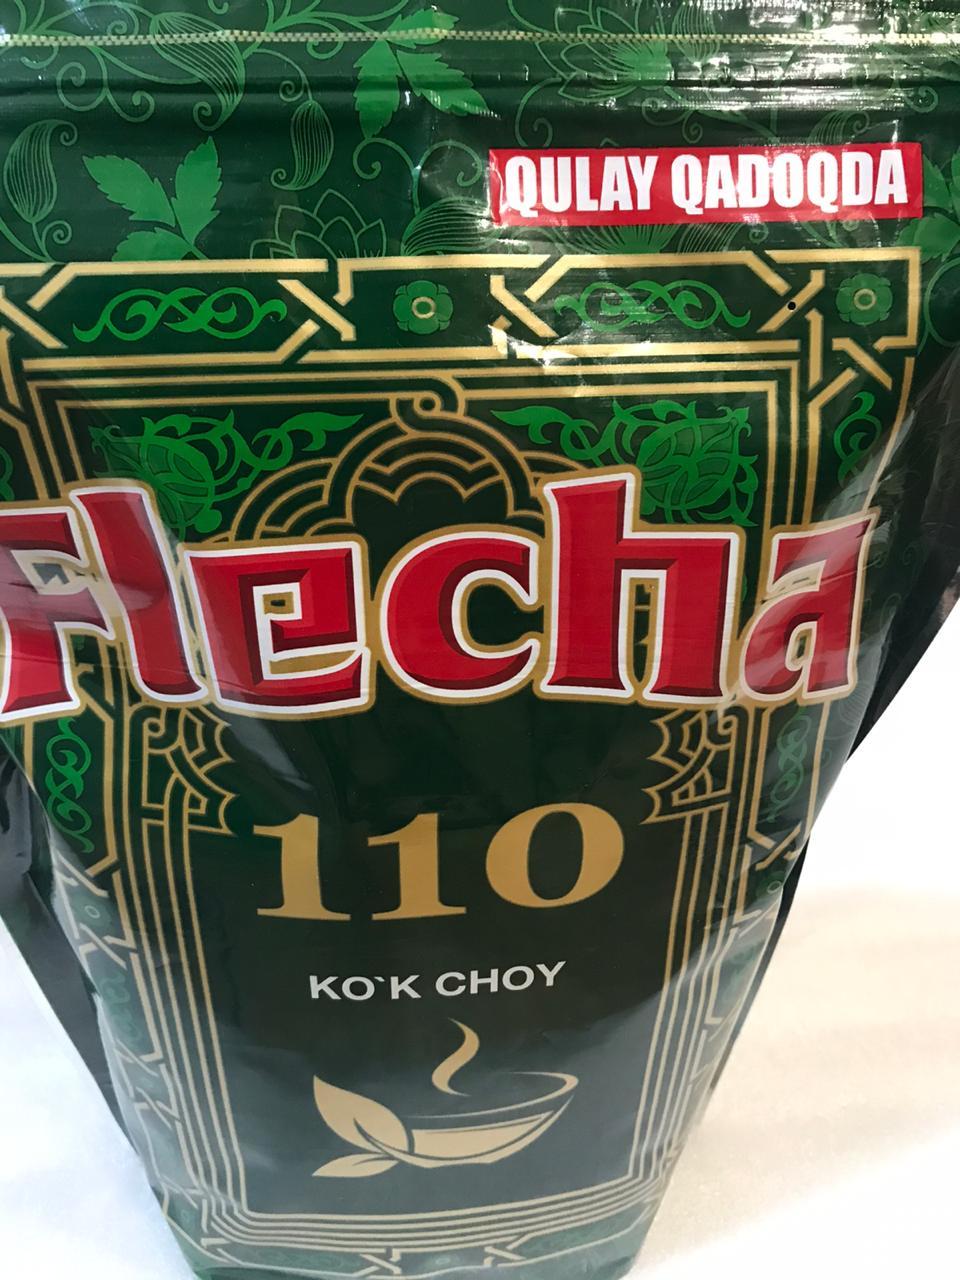 QULAY QADOQDA
Flecha
110
KO`K CHOY